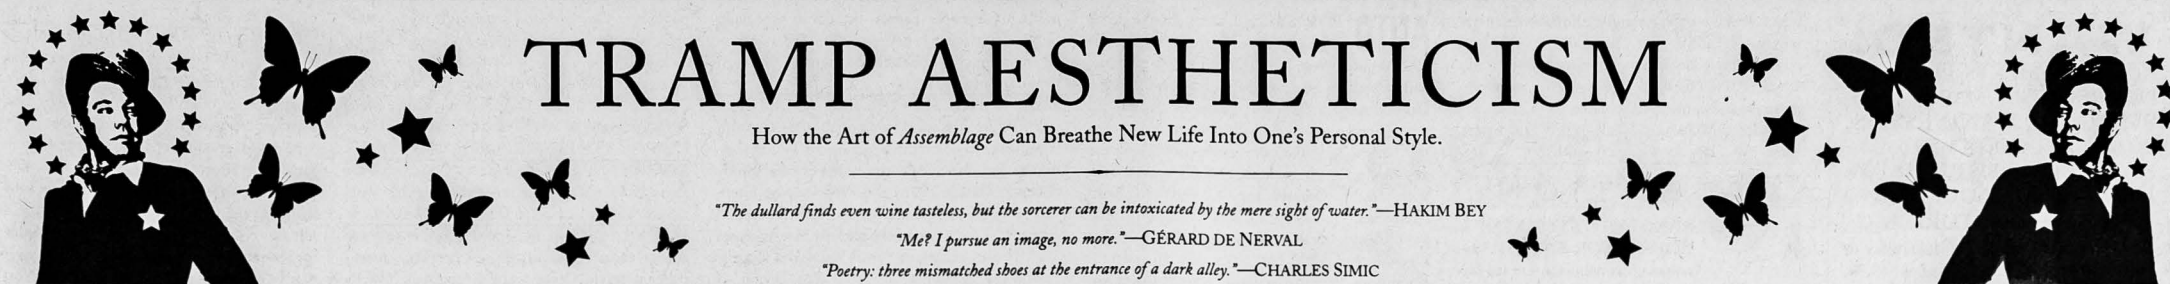 TRAMP AESTHETICISM
How the Art of Assemblage Can Breathe New Life Into One's Personal Style.
"The dullard finds even wine tasteless, but the sorcerer can be intoxicated by the mere sight of water."—HAKIM BEY
"Me? I pursue an image, no more."—GÉRARD DE NERVAL
"Poetry: three mismatched shoes at the entrance of a dark alley."—CHARLES SIMIC